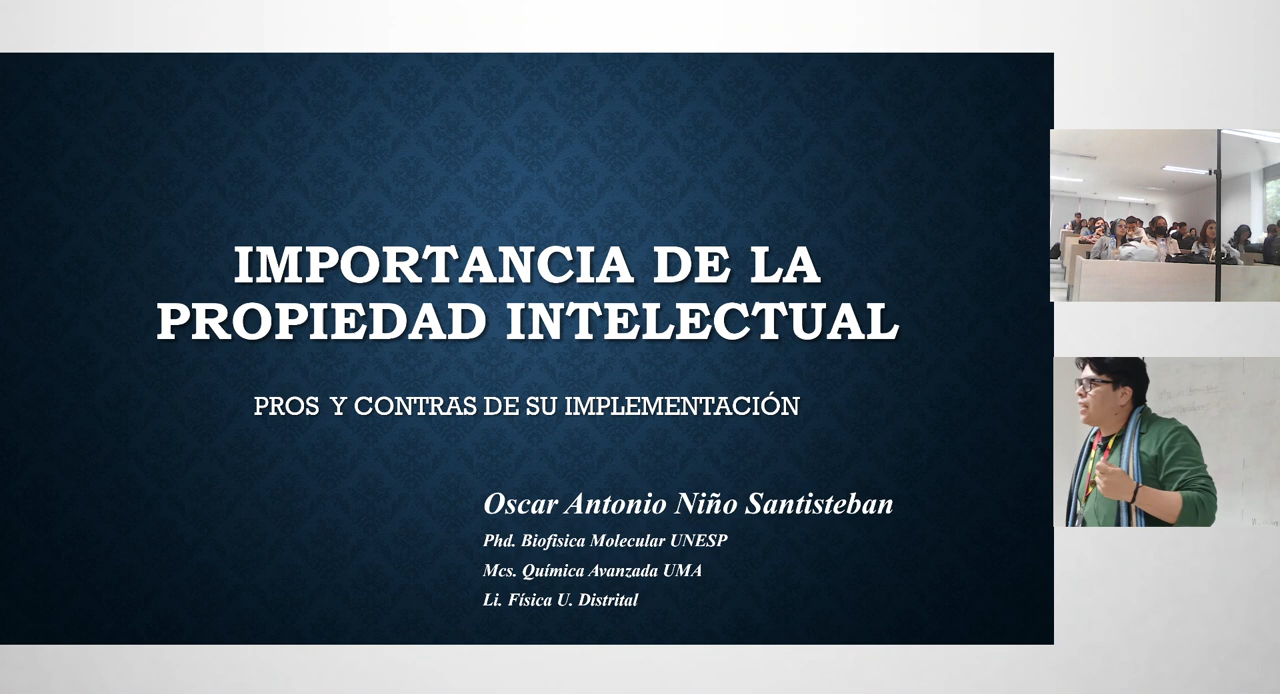 IMPORTANCIA DE LA
PROPIEDAD INTELECTUAL
PROS Y CONTRAS DE SU IMPLEMENTACIÓN
Oscar Antonio Niño Santisteban
Phd. Biofisica Molecular UNESP
Mcs. Química Avanzada UMA
Li. Física U. Distrital